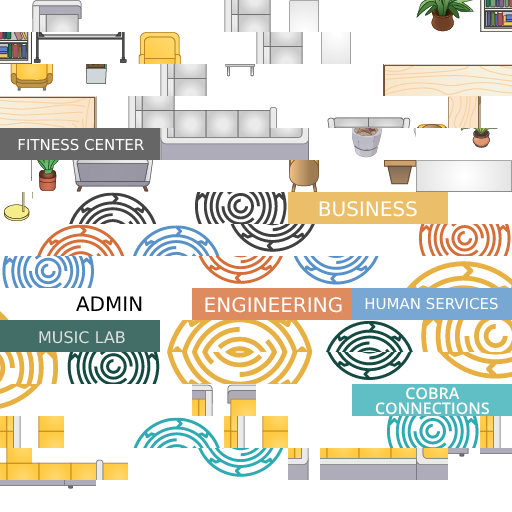 FITNESS CENTER
BUSINESS
ADMIN
ENGINEERING
HUMAN SERVICES
MUSIC LAB
COBRA
CONNECTIONS